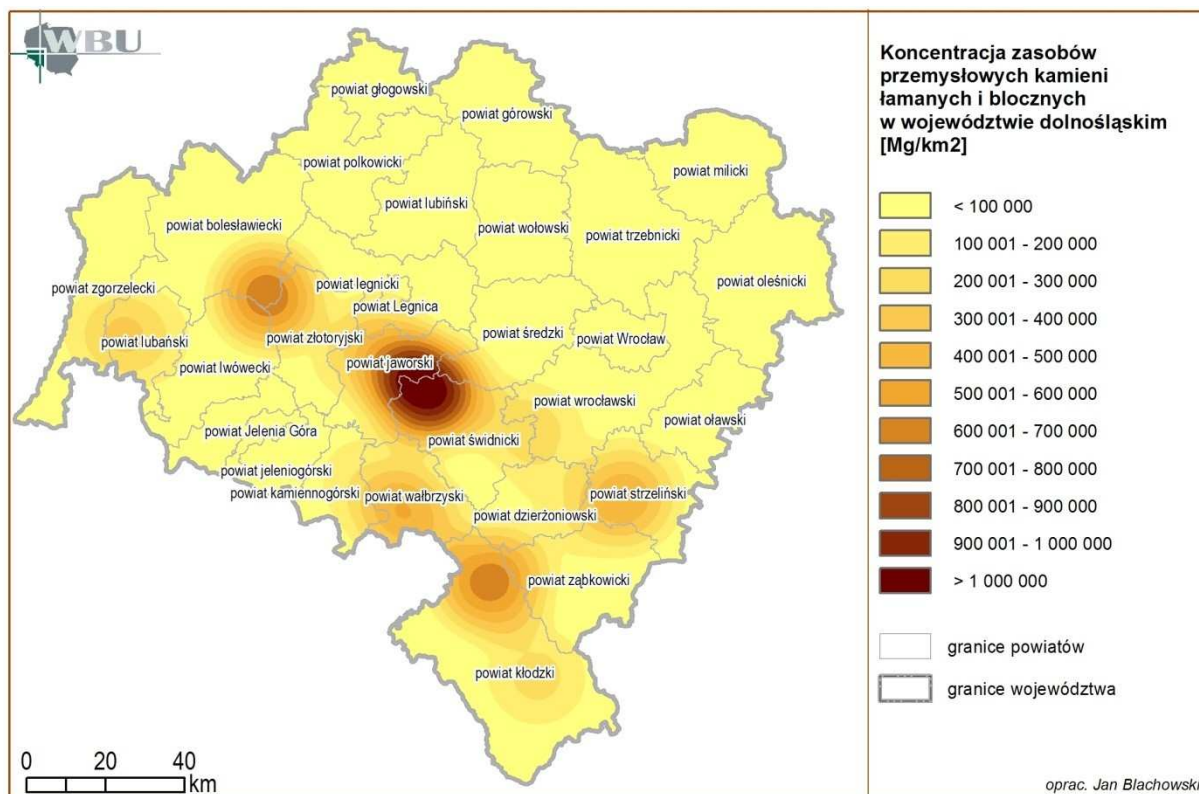 WBU
powiat głogowski
powiat górowski
powiat polkowicki
powiat milicki
powiat lubiński
powiat bolesławiecki
powiat wołowski
powiat trzebnicki
powiat oleśnicki
powiat zgorzelecki
powiat legnicki
powiat Legnica
powiat lubański
powiat złotoryjski
powiat średzki
powiat Wrocław
powiat lwówecki
powiat jaworski
powiat wrocławski
powiat oławski
powiat Jelenia Góra
powiat świdnicki
powiat jeleniogórski
powiat kamiennogórski
powiat wałbrzyski
powiat strzeliński
powiat dzierżoniowski
powiat ząbkowicki
powiat kłodzki
0 20 40
km
Koncentracja zasobów
przemysłowych kamieni
łamanych i blocznych
w województwie dolnośląskim
[Mg/km2]
< 100 000
100 001 - 200 000
200 001 - 300 000
300 001 - 400 000
400 001 - 500 000
500 001 - 600 000
600 001 - 700 000
700 001 - 800 000
800 001 - 900 000
900 001 - 1 000 000
> 1 000 000
granice powiatów
granice województwa
oprac. Jan Blachowski